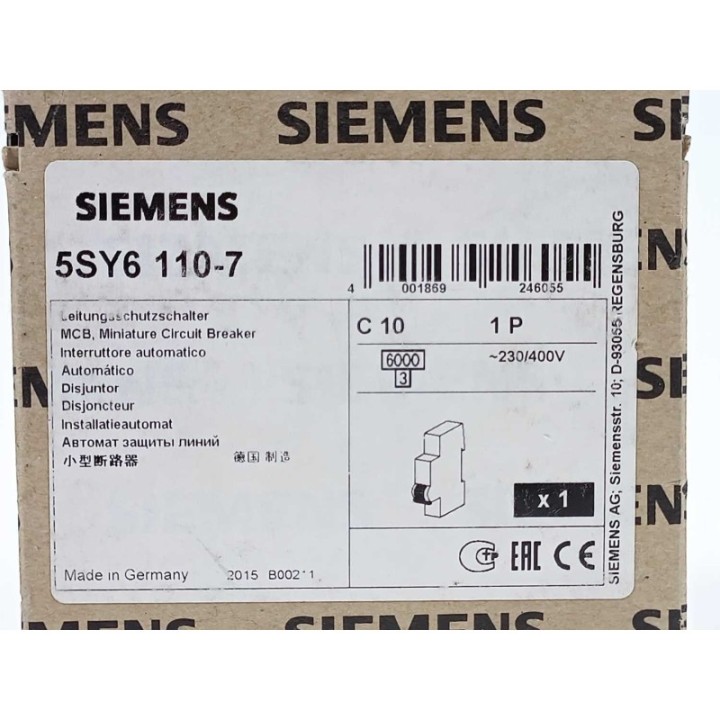 SIEMENS SIEMENS SI
SIEMENS
5SY6 110-7
4 001869 246055
Leitungsschutzschalter
MCB, Miniature Circuit Breaker
Interruttore automatico
Automático
Disjuntor
Disjoncteur
Installatieautomat
Автомат защиты линий
小型断路器 德国 制造
C 10 1 P
6000 ~230/400V
3
x 1
Made in Germany 2015
EAC CE
SIEMENS AG; Siemensstr. 10; D-93055 REGENSBURG
SIEMENS